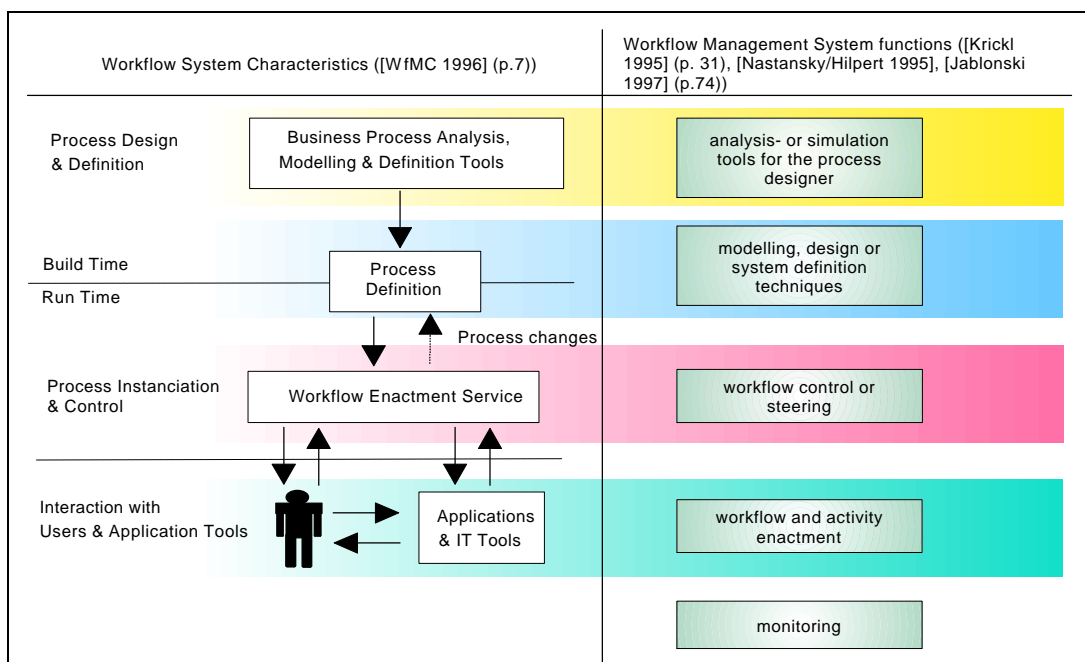 Workflow System Characteristics ([WfMC 1996] (p.7))
Workflow Management System functions ([Krickl
1995] (p. 31), [Nastansky/Hilpert 1995], [Jablonski
1997] (p.74))
Process Design
& Definition
Business Process Analysis,
Modelling & Definition Tools
analysis- or simulation
tools for the process
designer
Build Time
Run Time
Process
Definition
modelling, design or
system definition
techniques
Process changes
Process Instanciation
& Control
Workflow Enactment Service
workflow control or
steering
Interaction with
Users & Application Tools
Applications
& IT Tools
workflow and activity
enactment
monitoring